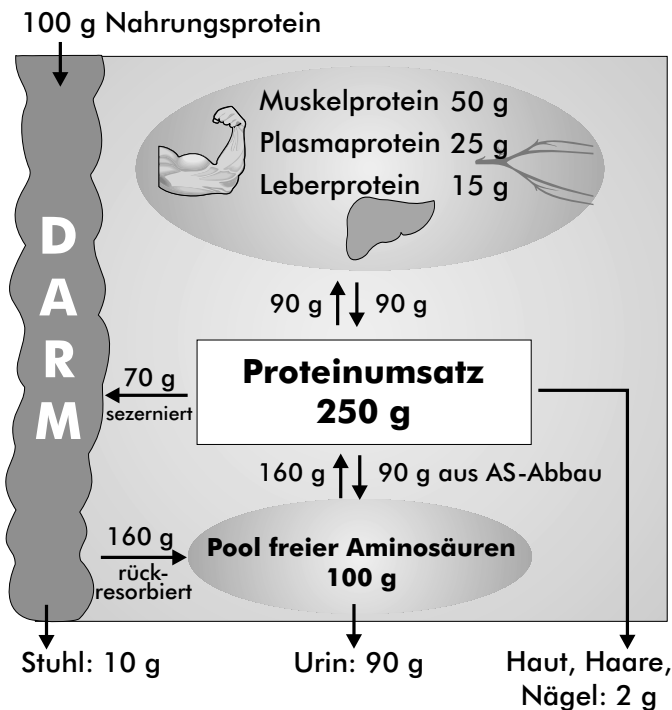 100 g Nahrungsprotein
Muskelprotein 50 g
Plasmaprotein 25 g
Leberprotein 15 g
DARM
90 g 90 g
Proteinumsatz
250 g
70 g
sezerniert
160 g 90 g aus AS-Abbau
160 g
rück-
resorbiert
Pool freier Aminosäuren
100 g
Stuhl: 10 g
Urin: 90 g
Haut, Haare,
Nägel: 2 g